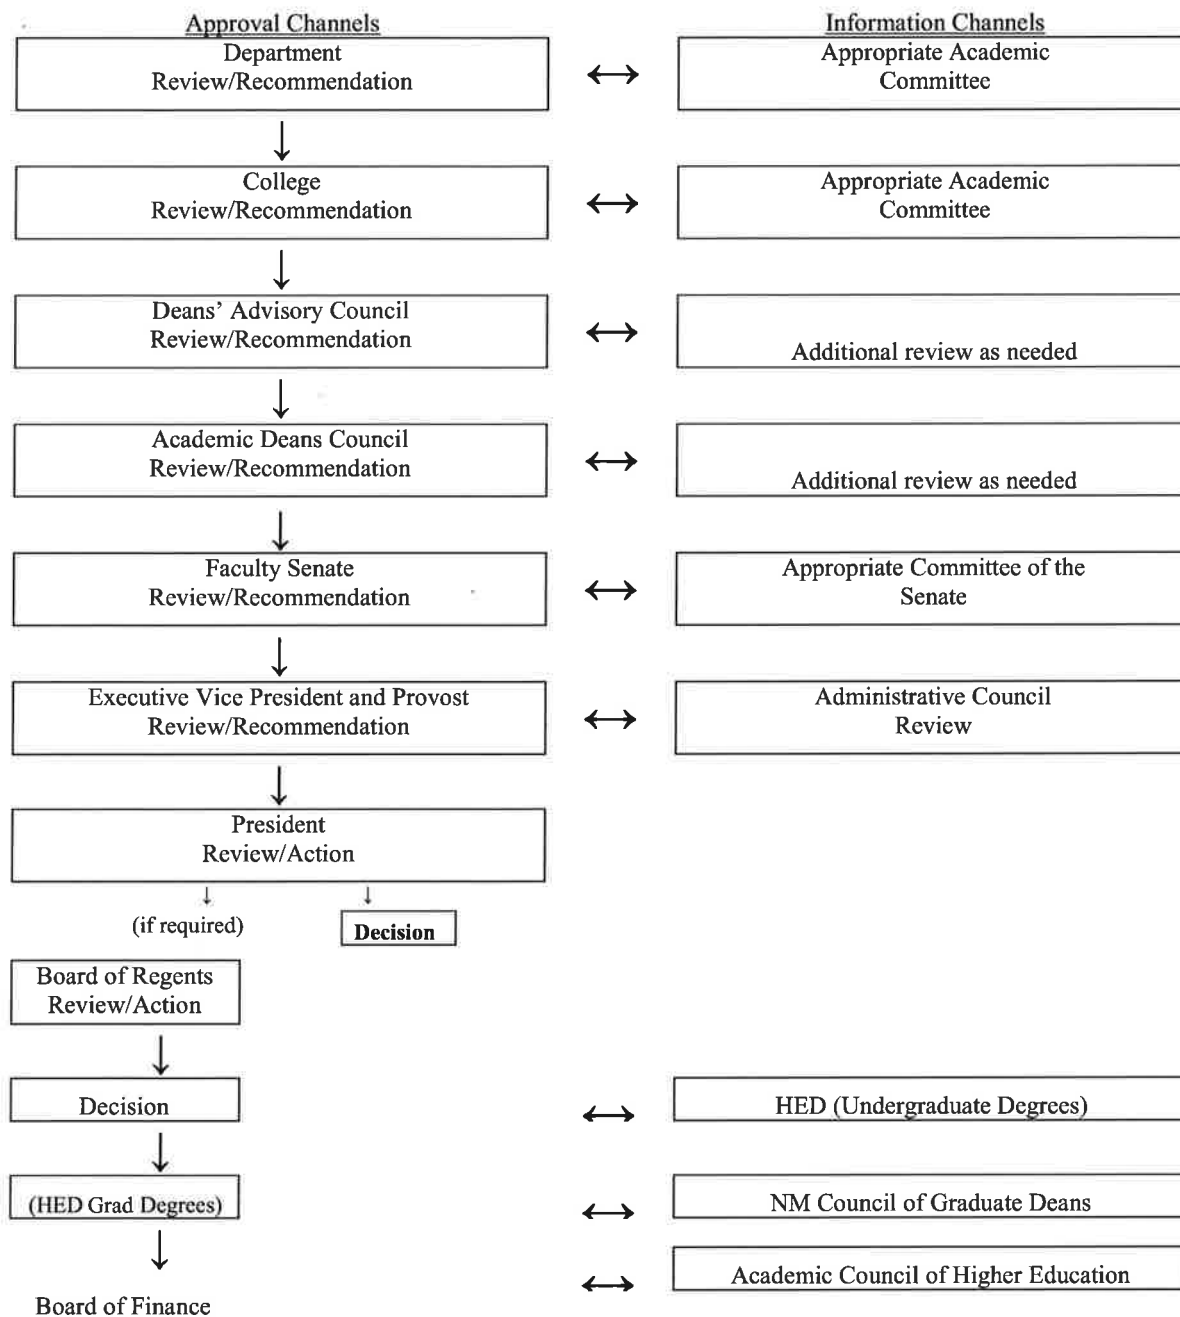 Approval Channels
Information Channels
Department
Review/Recommendation
Appropriate Academic
Committee
College
Review/Recommendation
Appropriate Academic
Committee
Deans' Advisory Council
Review/Recommendation
Additional review as needed
Academic Deans Council
Review/Recommendation
Additional review as needed
Faculty Senate
Review/Recommendation
Appropriate Committee of the
Senate
Executive Vice President and Provost
Review/Recommendation
Administrative Council
Review
President
Review/Action
(if required)
Decision
Board of Regents
Review/Action
Decision
HED (Undergraduate Degrees)
(HED Grad Degrees)
NM Council of Graduate Deans
Academic Council of Higher Education
Board of Finance